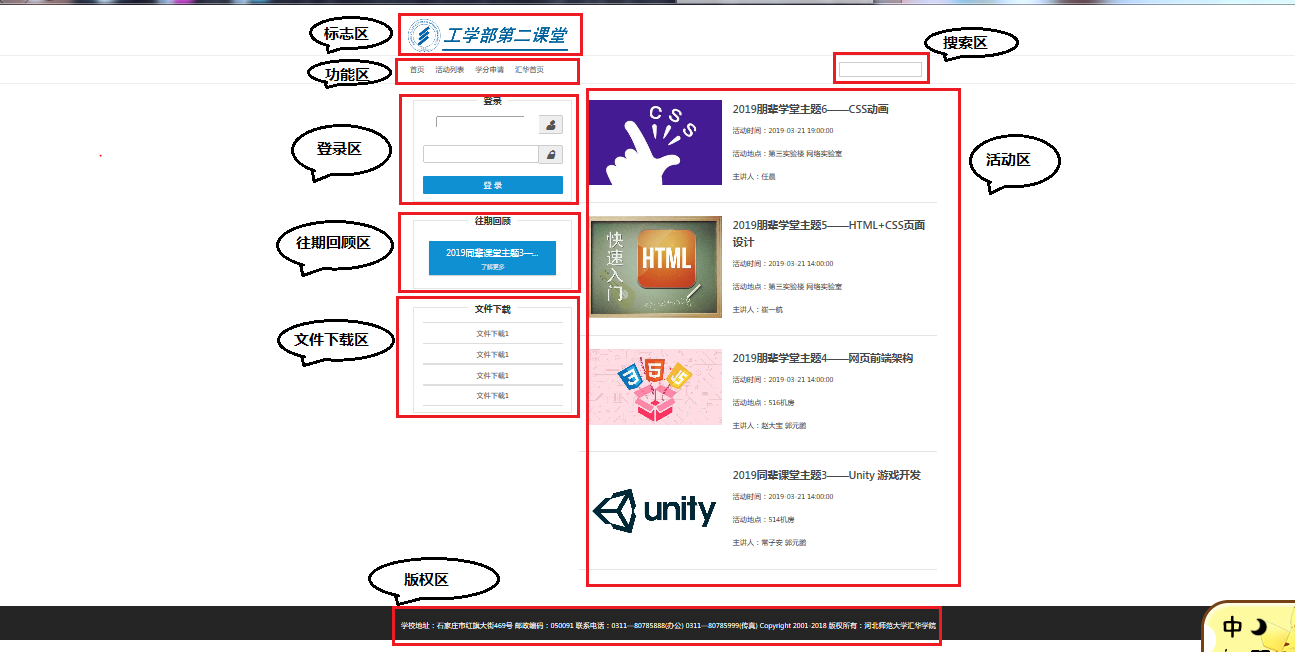 标志区
工学部第二课堂
搜索区
功能区
首页 活动列表 学分申请 汇华首页
登录区
登录
登 录
往期回顾区
往期回顾
2019同辈课堂主题3—...
了解更多
文件下载区
文件下载
文件下载1
文件下载1
文件下载1
文件下载1
活动区
CSS
2019朋辈学堂主题6——CSS动画
活动时间：2019-03-21 19:00:00
活动地点：第三实验楼 网络实验室
主讲人：任晨
快速入门
HTML
2019朋辈学堂主题5——HTML+CSS页面
设计
活动时间：2019-03-21 14:00:00
活动地点：第三实验楼 网络实验室
主讲人：崔一航
3 5 JS
2019朋辈学堂主题4——网页前端架构
活动时间：2019-03-21 14:00:00
活动地点：516机房
主讲人：赵大宝 郭元鹏
unity
2019同辈课堂主题3——Unity 游戏开发
活动时间：2019-03-21 14:00:00
活动地点：514机房
主讲人：常子安 郭元鹏
版权区
学校地址：石家庄市红旗大街469号 邮政编码：050091 联系电话：0311—80785888(办公) 0311—80785999(传真) Copyright 2001-2018 版权所有：河北师范大学汇华学院
中